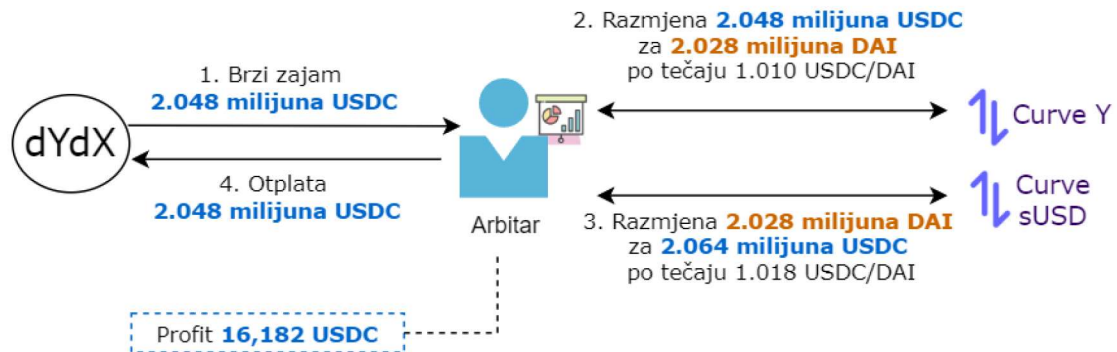 1. Brzi zajam
2.048 milijuna USDC
dYdX
4. Otplata
2.048 milijuna USDC
Arbitar
2. Razmjena 2.048 milijuna USDC
za 2.028 milijuna DAI
po tečaju 1.010 USDC/DAI
Curve Y
Curve
sUSD
3. Razmjena 2.028 milijuna DAI
za 2.064 milijuna USDC
po tečaju 1.018 USDC/DAI
Profit 16,182 USDC